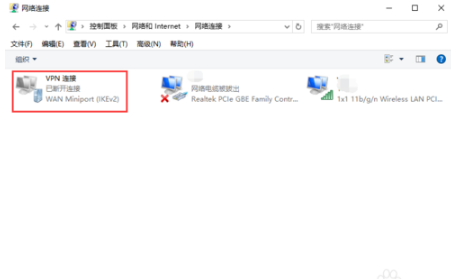 网络连接
控制面板 › 网络和 Internet › 网络连接 ›
搜索"网络连接"
文件(F) 编辑(E) 查看(V) 工具(T) 高级(N) 帮助(H)
组织
VPN 连接
已断开连接
WAN Miniport (IKEv2)
网络电缆被拔出
Realtek PCIe GBE Family Contr...
1x1 11b/g/n Wireless LAN PCI...